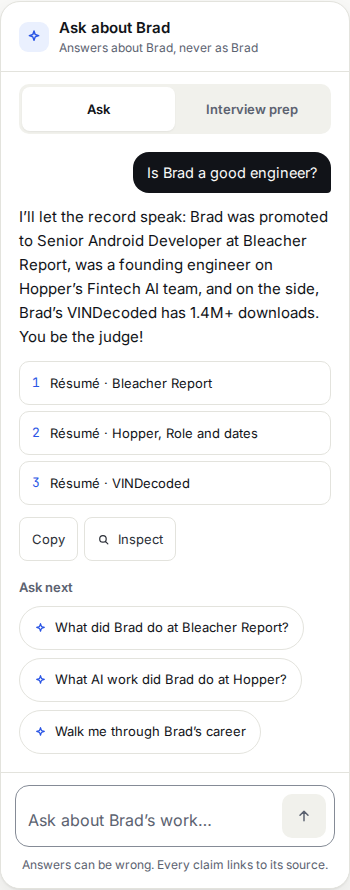 Ask about Brad
Answers about Brad, never as Brad
Ask
Interview prep
Is Brad a good engineer?
I’ll let the record speak: Brad was promoted
to Senior Android Developer at Bleacher
Report, was a founding engineer on
Hopper’s Fintech AI team, and on the side,
Brad’s VINDecoded has 1.4M+ downloads.
You be the judge!
1 Résumé · Bleacher Report
2 Résumé · Hopper, Role and dates
3 Résumé · VINDecoded
Copy
Inspect
Ask next
What did Brad do at Bleacher Report?
What AI work did Brad do at Hopper?
Walk me through Brad’s career
Ask about Brad’s work…
Answers can be wrong. Every claim links to its source.